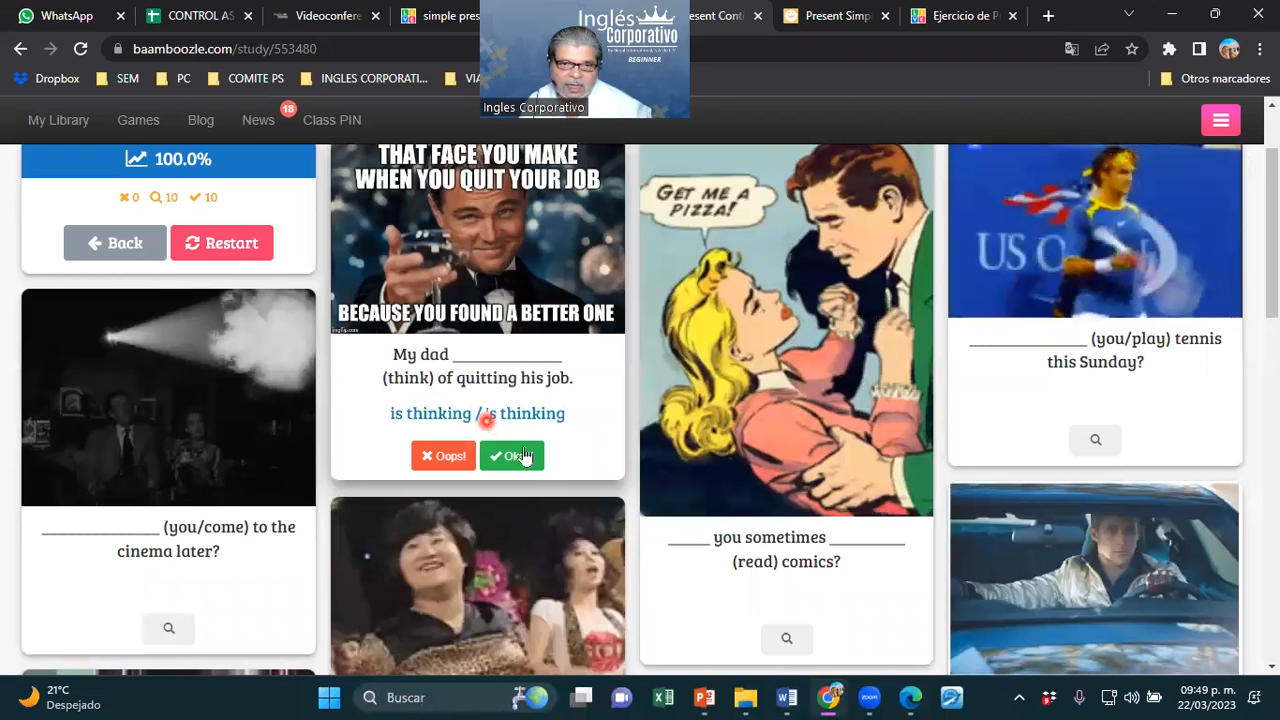 WhatsApp
CONTROL AS
Videoconfere
simple ou pres
esent Conti
Present Simp
Ejercicio de P
baamboozle.com/study/553480
Dropbox
SEM
PC
COMITE PS
INGLES CORPORATI...
VIA
Otros marcadores
Inglés
Corporativo
BEGINNER
Ingles Corporativo
My Library
Games
Blog
News
18
Class PIN
100.0%
0 10 10
Back
Restart
THAT FACE YOU MAKE
WHEN YOU QUIT YOUR JOB
BECAUSE YOU FOUND A BETTER ONE
imgflip.com
My dad _____________
(think) of quitting his job.
is thinking / 's thinking
Oops!
GET ME A
PIZZA!
US O
______________ (you/play) tennis
this Sunday?
______________ (you/come) to the
cinema later?
_____ you sometimes _________
(read) comics?
21°C
Despejado
Buscar
09:49 p. m.
22/03/2023